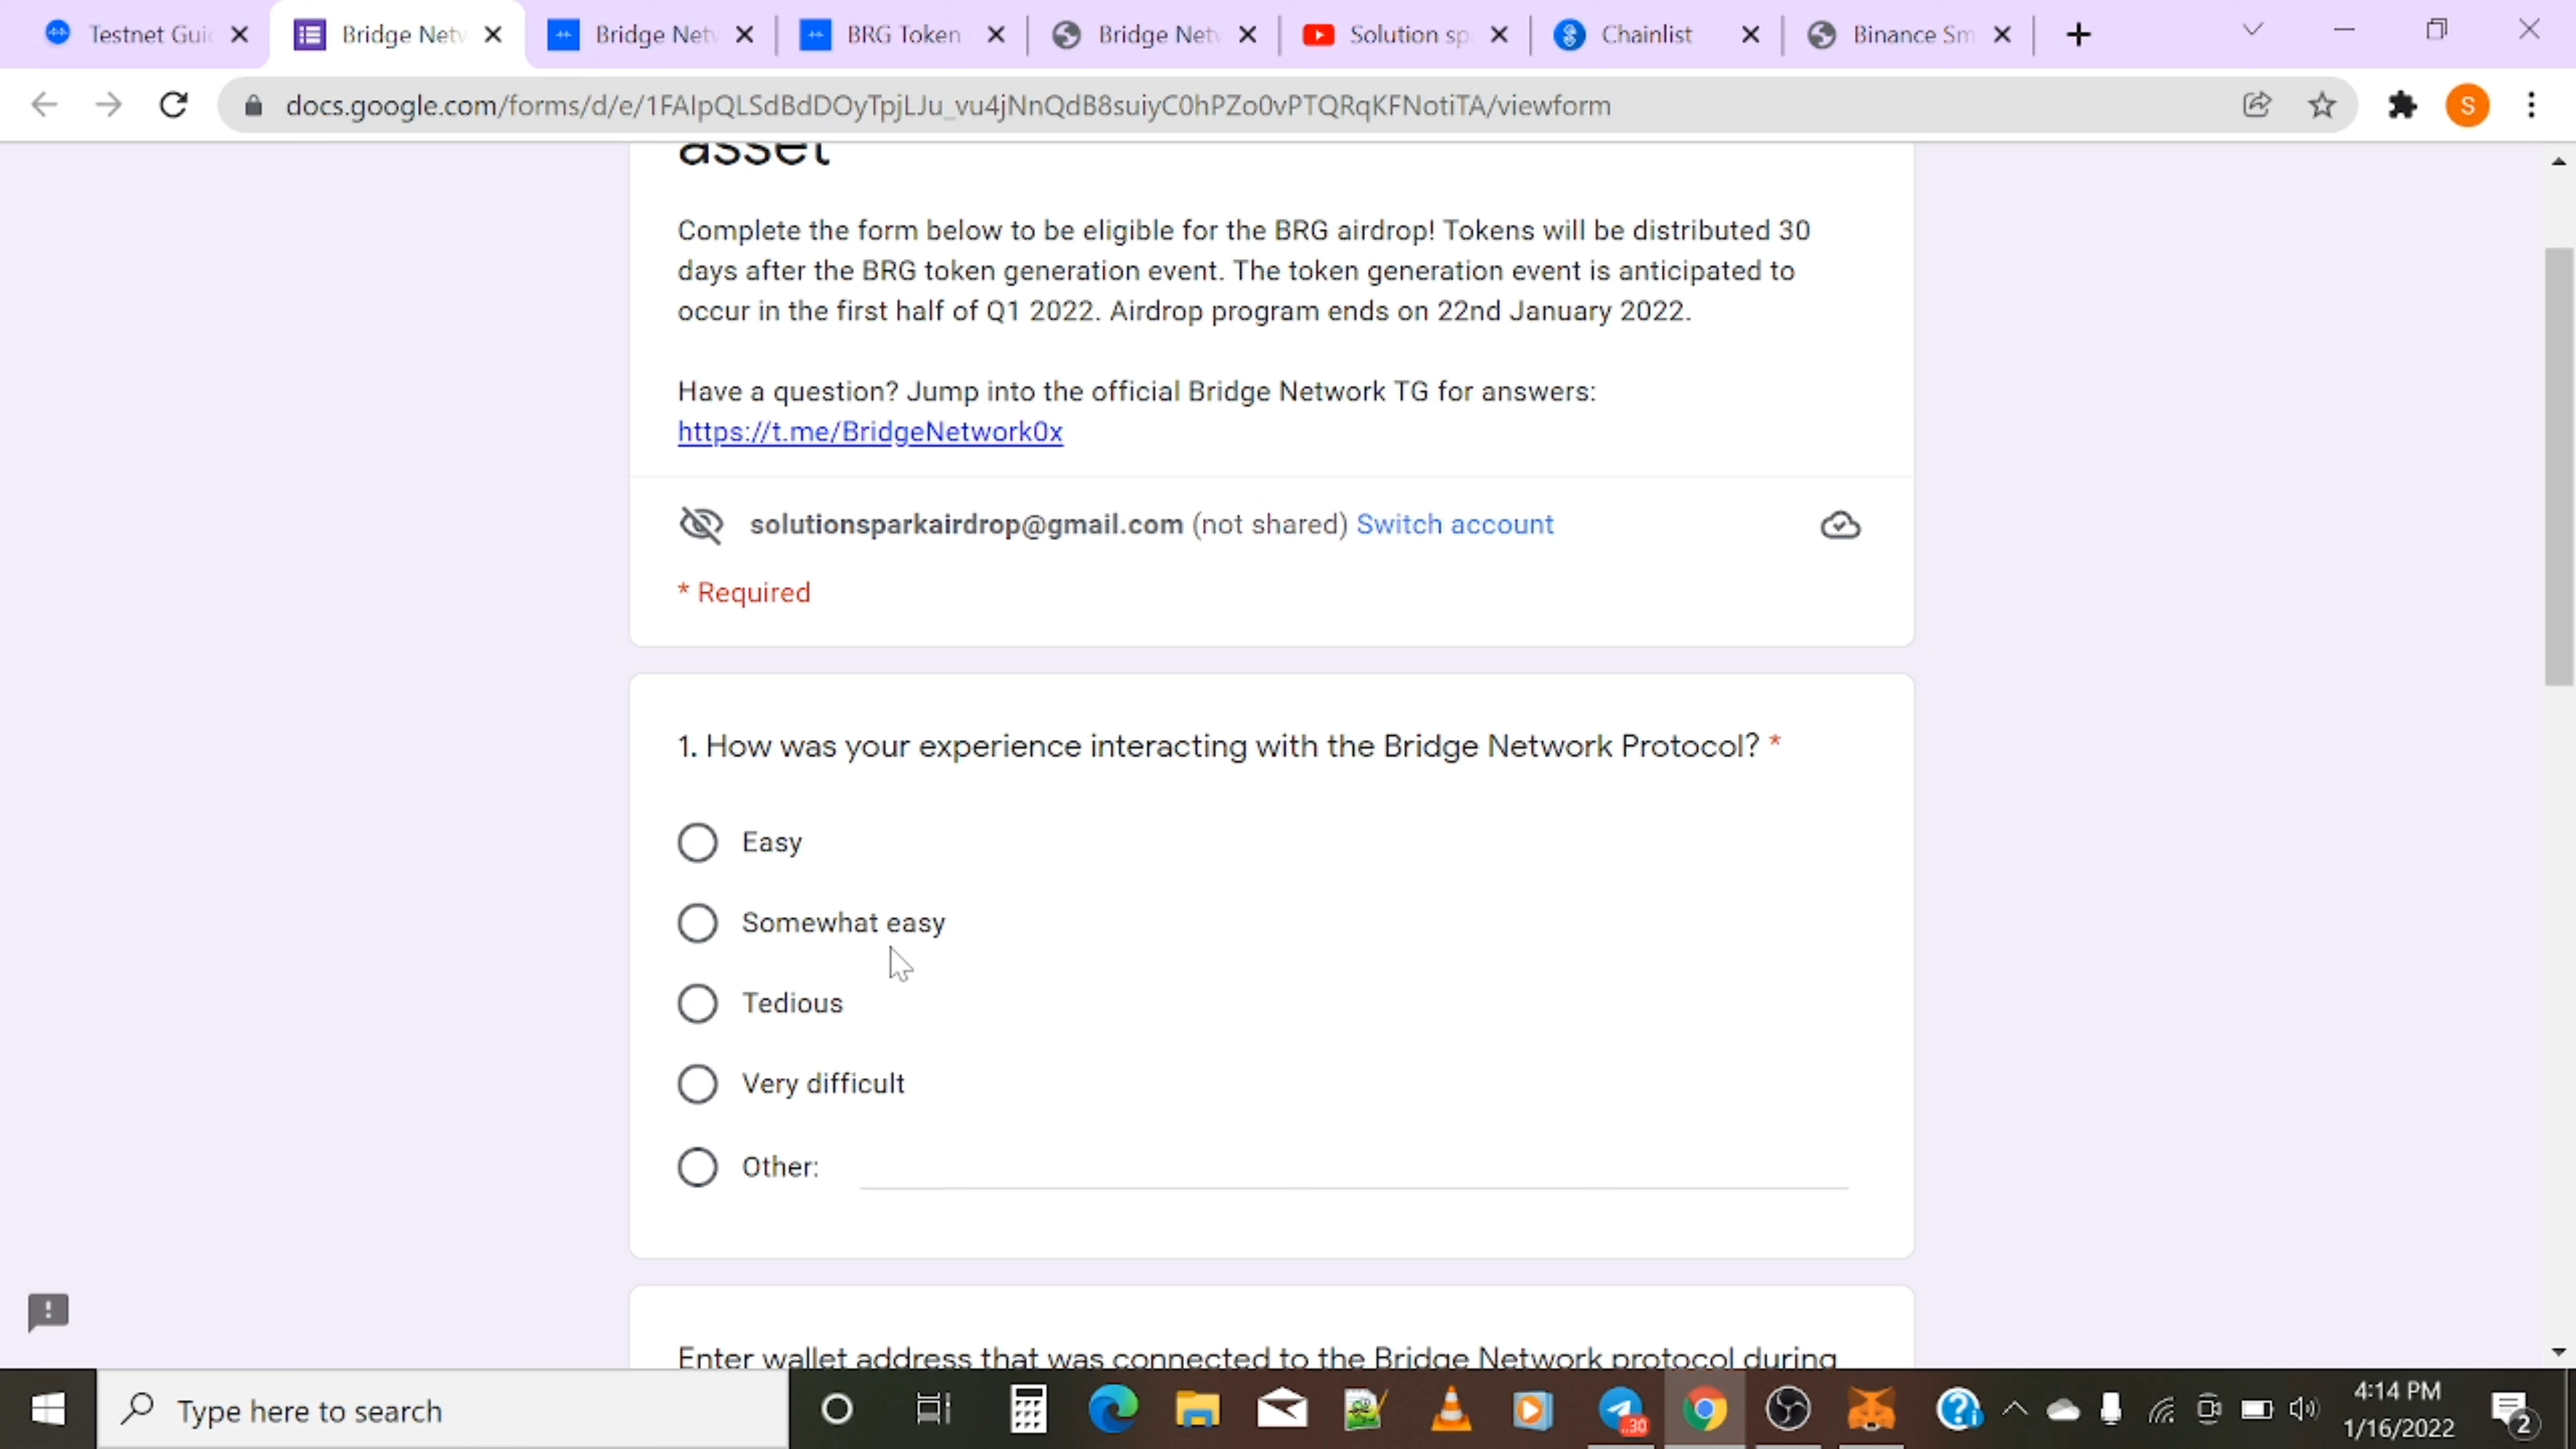 Testnet Gui
Bridge Netw
Bridge Netw
BRG Token
Bridge Netw
Solution sp
Chainlist
Binance Sm
docs.google.com/forms/d/e/1FAIpQLSdBdDOyTpjLJu_vu4jNnQdB8suiyC0hPZo0vPTQRqKFNotiTA/viewform
S
asset
Complete the form below to be eligible for the BRG airdrop! Tokens will be distributed 30
days after the BRG token generation event. The token generation event is anticipated to
occur in the first half of Q1 2022. Airdrop program ends on 22nd January 2022.
Have a question? Jump into the official Bridge Network TG for answers:
https://t.me/BridgeNetwork0x
solutionsparkairdrop@gmail.com (not shared) Switch account
* Required
1. How was your experience interacting with the Bridge Network Protocol? *
Easy
Somewhat easy
Tedious
Very difficult
Other:
Enter wallet address that was connected to the Bridge Network protocol during
Type here to search
..30
4:14 PM
1/16/2022
2